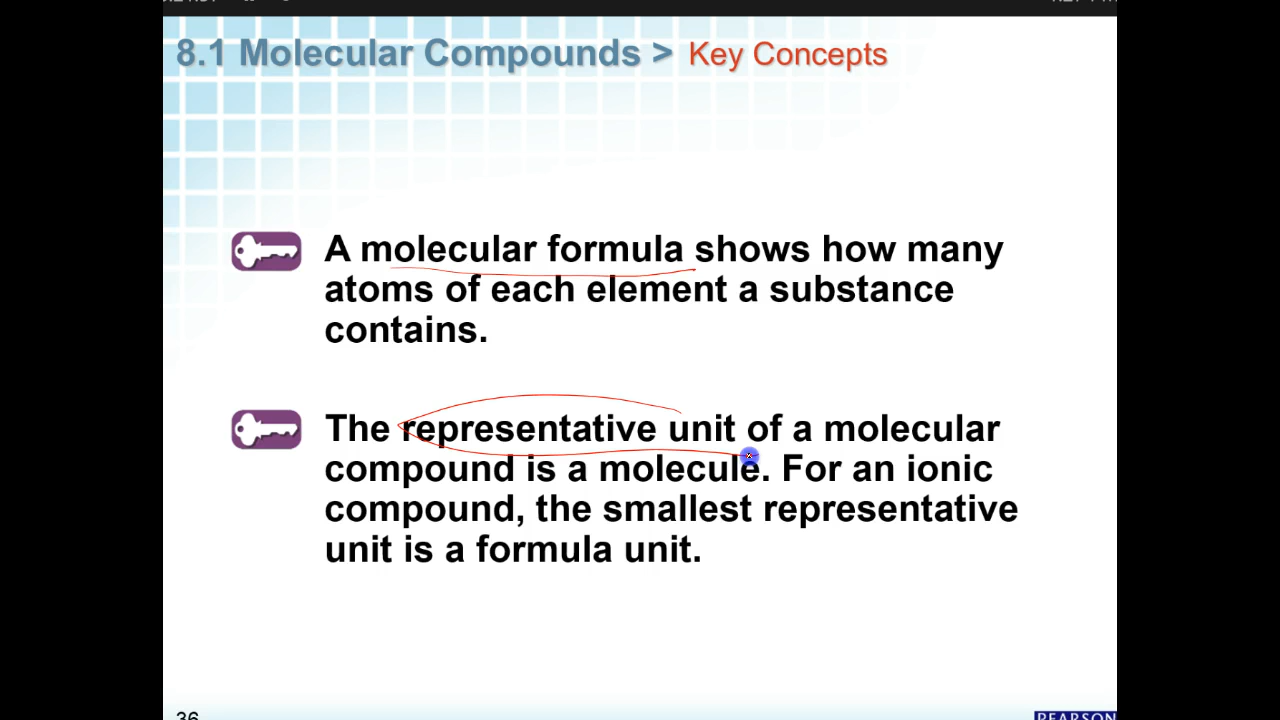 8.1 Molecular Compounds > Key Concepts
A molecular formula shows how many
atoms of each element a substance
contains.
The representative unit of a molecular
compound is a molecule. For an ionic
compound, the smallest representative
unit is a formula unit.
36
PEARSON